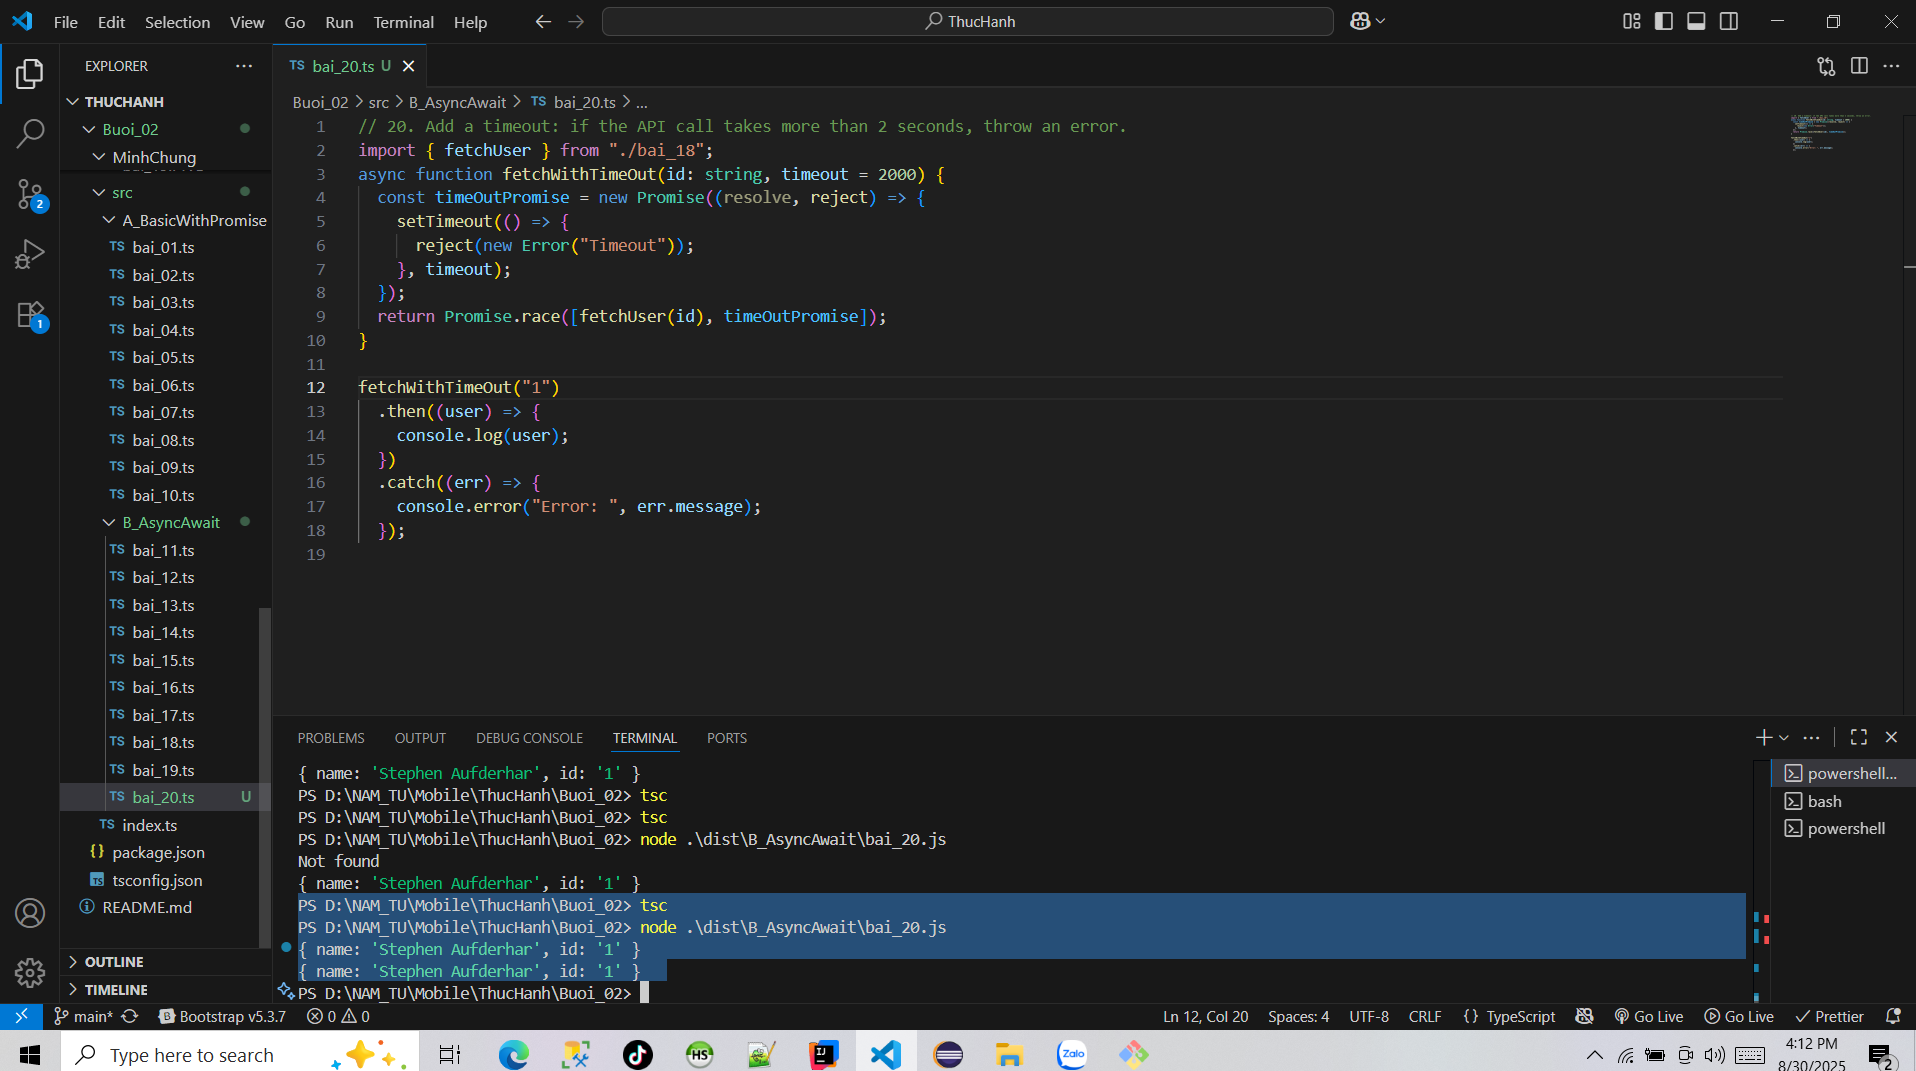 File Edit Selection View Go Run Terminal Help
ThucHanh
EXPLORER
THUCHANH
Buoi_02
MinhChung
src
A_BasicWithPromise
TS bai_01.ts
TS bai_02.ts
TS bai_03.ts
TS bai_04.ts
TS bai_05.ts
TS bai_06.ts
TS bai_07.ts
TS bai_08.ts
TS bai_09.ts
TS bai_10.ts
B_AsyncAwait
TS bai_11.ts
TS bai_12.ts
TS bai_13.ts
TS bai_14.ts
TS bai_15.ts
TS bai_16.ts
TS bai_17.ts
TS bai_18.ts
TS bai_19.ts
TS bai_20.ts U
TS index.ts
{} package.json
TS tsconfig.json
README.md
OUTLINE
TIMELINE
2
1
TS bai_20.ts U
Buoi_02 > src > B_AsyncAwait > TS bai_20.ts > ...
1 // 20. Add a timeout: if the API call takes more than 2 seconds, throw an error.
2 import { fetchUser } from "./bai_18";
3 async function fetchWithTimeOut(id: string, timeout = 2000) {
4 const timeOutPromise = new Promise((resolve, reject) => {
5 setTimeout(() => {
6 reject(new Error("Timeout"));
7 }, timeout);
8 });
9 return Promise.race([fetchUser(id), timeOutPromise]);
10 }
11
12 fetchWithTimeOut("1")
13 .then((user) => {
14 console.log(user);
15 })
16 .catch((err) => {
17 console.error("Error: ", err.message);
18 });
19
PROBLEMS OUTPUT DEBUG CONSOLE TERMINAL PORTS
{ name: 'Stephen Aufderhar', id: '1' }
PS D:\NAM_TU\Mobile\ThucHanh\Buoi_02> tsc
PS D:\NAM_TU\Mobile\ThucHanh\Buoi_02> tsc
PS D:\NAM_TU\Mobile\ThucHanh\Buoi_02> node .\dist\B_AsyncAwait\bai_20.js
Not found
{ name: 'Stephen Aufderhar', id: '1' }
PS D:\NAM_TU\Mobile\ThucHanh\Buoi_02> tsc
PS D:\NAM_TU\Mobile\ThucHanh\Buoi_02> node .\dist\B_AsyncAwait\bai_20.js
{ name: 'Stephen Aufderhar', id: '1' }
{ name: 'Stephen Aufderhar', id: '1' }
PS D:\NAM_TU\Mobile\ThucHanh\Buoi_02>
powershell...
bash
powershell
main* B Bootstrap v5.3.7 0 0 Ln 12, Col 20 Spaces: 4 UTF-8 CRLF {} TypeScript Go Live Go Live Prettier
Type here to search
HS
IJ
Zalo
4:12 PM
8/30/2025
2